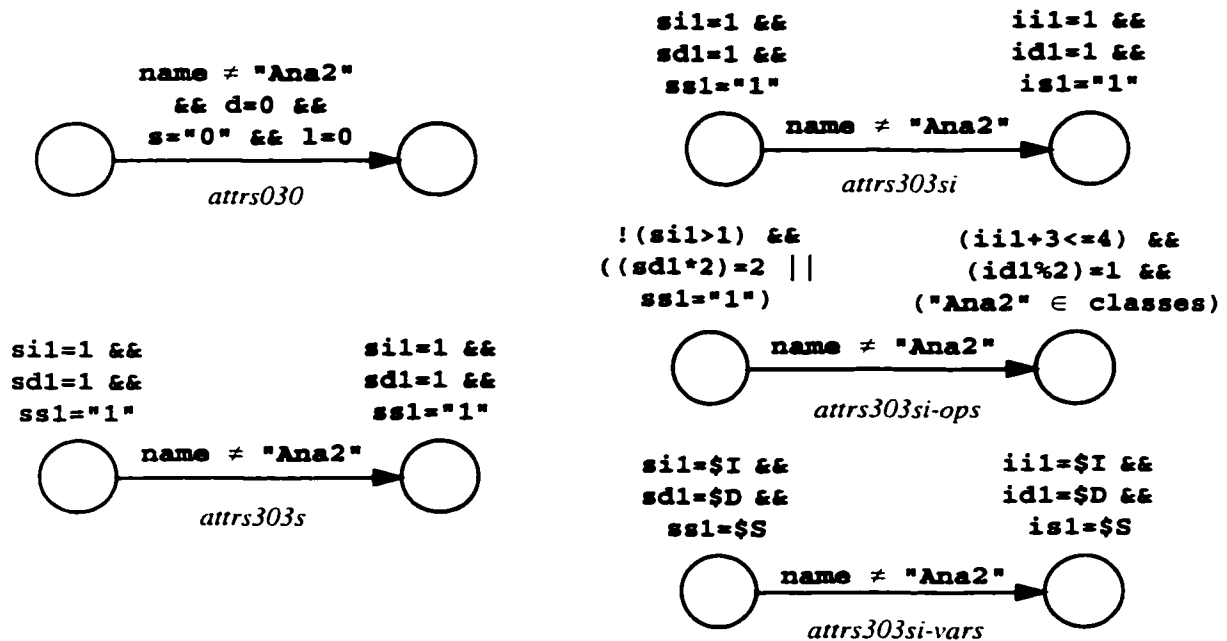 name ≠ "Ana2"
&& d=0 &&
s="0" && l=0
attrs030
si1=1 &&
sd1=1 &&
ss1="1"
ii1=1 &&
id1=1 &&
is1="1"
name ≠ "Ana2"
attrs303si
!(si1>1) &&
((sd1*2)=2 ||
ss1="1")
(ii1+3<=4) &&
(id1%2)=1 &&
("Ana2" ∈ classes)
name ≠ "Ana2"
attrs303si-ops
si1=1 &&
sd1=1 &&
ss1="1"
si1=1 &&
sd1=1 &&
ss1="1"
name ≠ "Ana2"
attrs303s
si1=$I &&
sd1=$D &&
ss1=$S
ii1=$I &&
id1=$D &&
is1=$S
name ≠ "Ana2"
attrs303si-vars